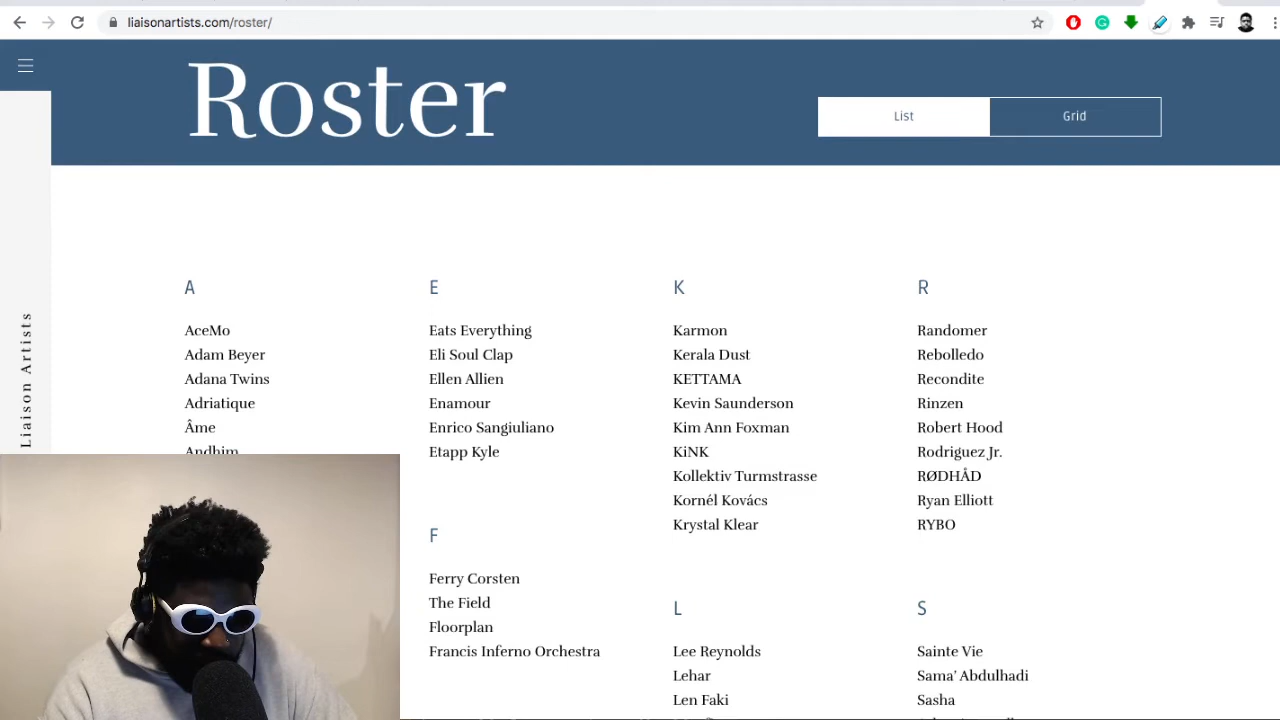 liaisonartists.com/roster/
Roster
List
Grid
Liaison Artists
A
AceMo
Adam Beyer
Adana Twins
Adriatique
Âme
Andhim
E
Eats Everything
Eli Soul Clap
Ellen Allien
Enamour
Enrico Sangiuliano
Etapp Kyle
F
Ferry Corsten
The Field
Floorplan
Francis Inferno Orchestra
K
Karmon
Kerala Dust
KETTAMA
Kevin Saunderson
Kim Ann Foxman
KiNK
Kollektiv Turmstrasse
Kornél Kovács
Krystal Klear
L
Lee Reynolds
Lehar
Len Faki
R
Randomer
Rebolledo
Recondite
Rinzen
Robert Hood
Rodriguez Jr.
RØDHÅD
Ryan Elliott
RYBO
S
Sainte Vie
Sama' Abdulhadi
Sasha